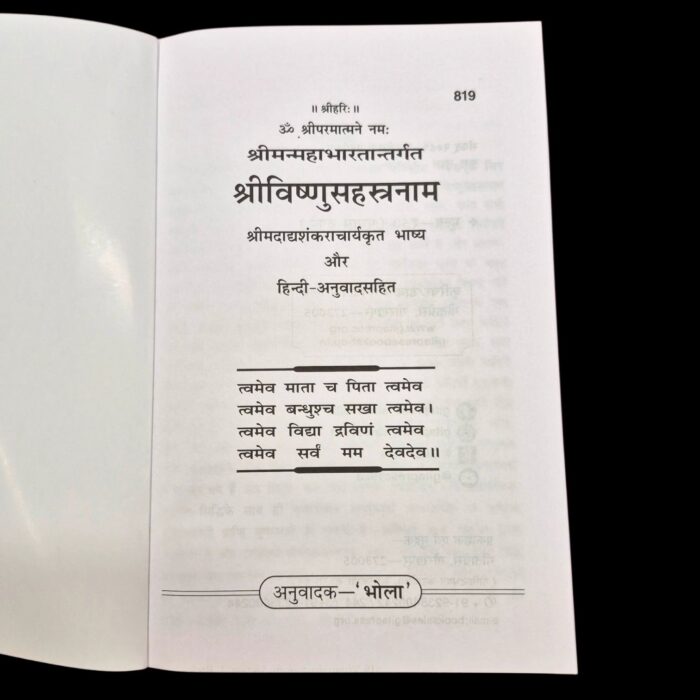 819
॥ श्रीहरिः ॥
ॐ श्रीपरमात्मने नमः
श्रीमन्महाभारतान्तर्गत
श्रीविष्णुसहस्रनाम
श्रीमदाद्यशंकराचार्यकृत भाष्य
और
हिन्दी-अनुवादसहित
त्वमेव माता च पिता त्वमेव
त्वमेव बन्धुश्च सखा त्वमेव।
त्वमेव विद्या द्रविणं त्वमेव
त्वमेव सर्वं मम देवदेव॥
अनुवादक—‘भोला’